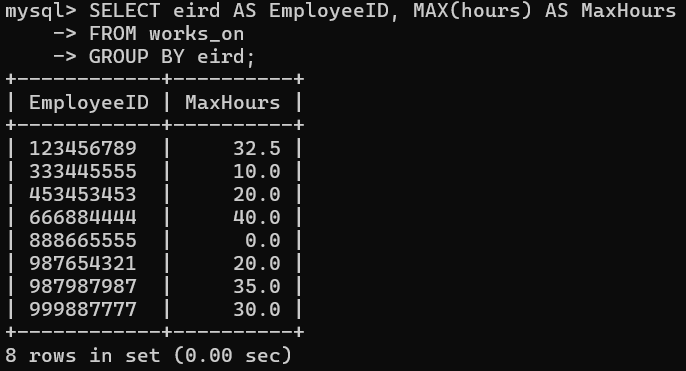 mysql> SELECT eird AS EmployeeID, MAX(hours) AS MaxHours
    -> FROM works_on
    -> GROUP BY eird;
+------------+----------+
| EmployeeID | MaxHours |
+------------+----------+
| 123456789  |     32.5 |
| 333445555  |     10.0 |
| 453453453  |     20.0 |
| 666884444  |     40.0 |
| 888665555  |      0.0 |
| 987654321  |     20.0 |
| 987987987  |     35.0 |
| 999887777  |     30.0 |
+------------+----------+
8 rows in set (0.00 sec)